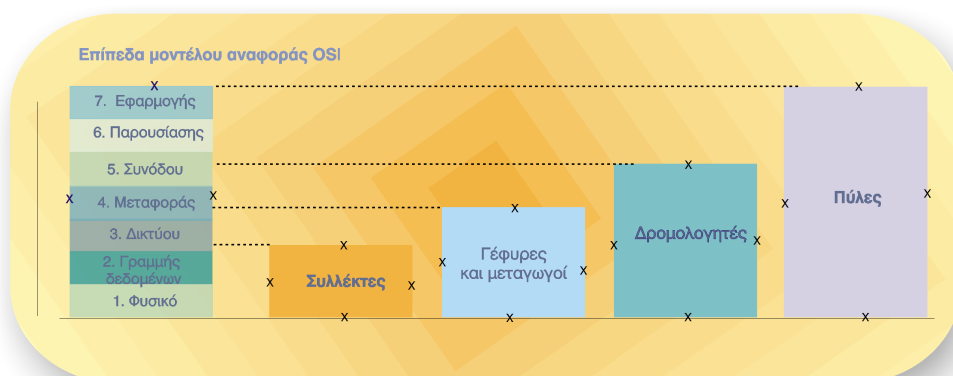 Επίπεδα μοντέλου αναφοράς OSI
7. Εφαρμογής
6. Παρουσίασης
5. Συνόδου
4. Μεταφοράς
3. Δικτύου
2. Γραμμής
δεδομένων
1. Φυσικό
Συλλέκτες
Γέφυρες
και μεταγωγοί
Δρομολογητές
Πύλες